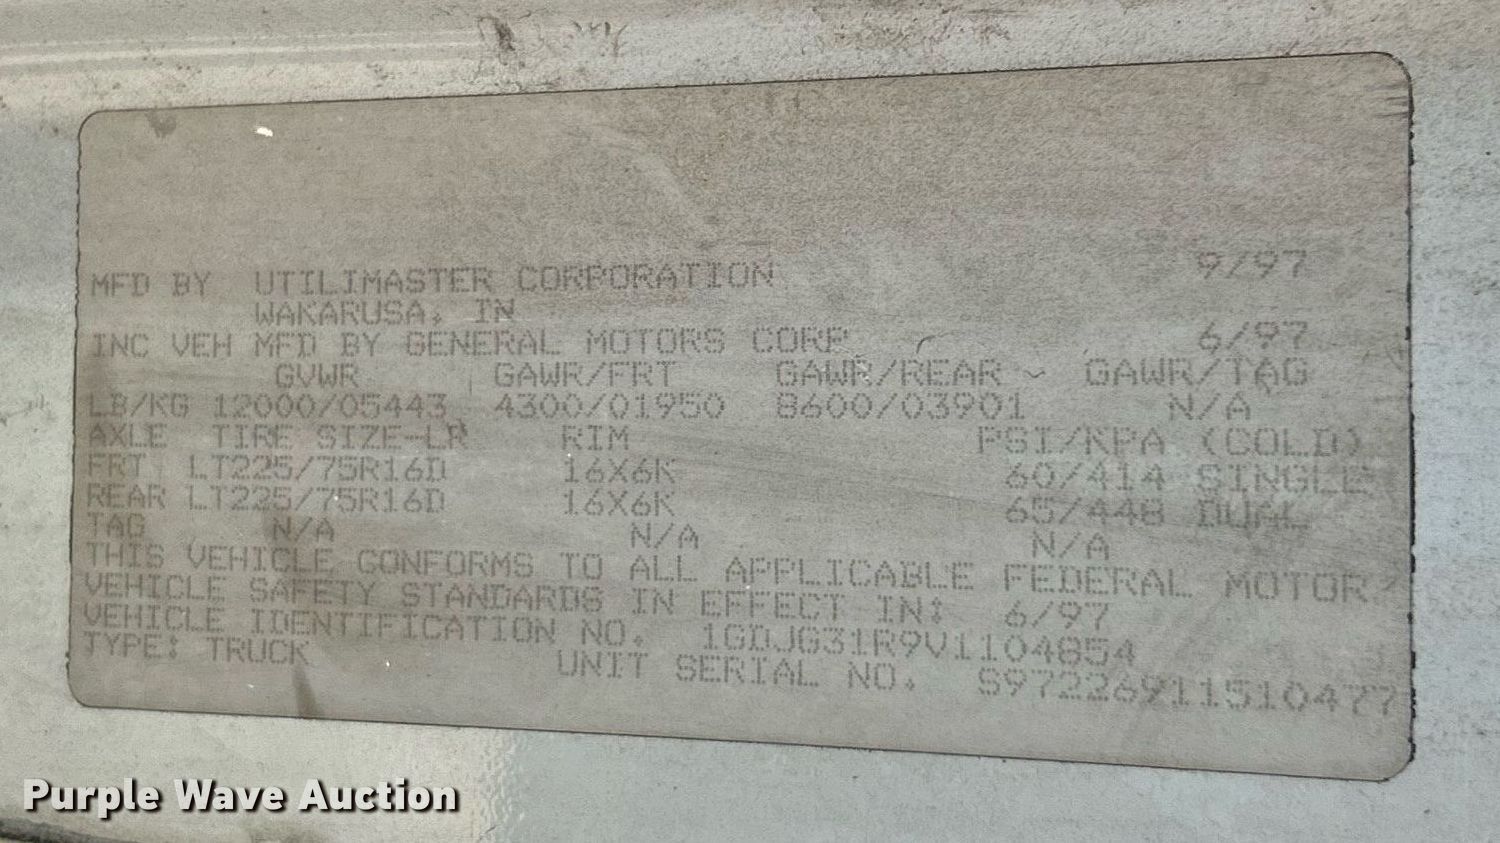 MFD BY UTILIMASTER CORPORATION 9/97
WAKARUSA, IN
INC VEH MFD BY GENERAL MOTORS CORP 6/97
GVWR GAWR/FRT GAWR/REAR GAWR/TAG
LB/KG 12000/05443 4300/01950 8600/03901 N/A
AXLE TIRE SIZE-LR RIM PSI/KPA (COLD)
FRT LT225/75R16D 16X6K 60/414 SINGLE
REAR LT225/75R16D 16X6K 65/448 DUAL
TAG N/A N/A N/A
THIS VEHICLE CONFORMS TO ALL APPLICABLE FEDERAL MOTOR
VEHICLE SAFETY STANDARDS IN EFFECT IN: 6/97
VEHICLE IDENTIFICATION NO. 1GDJG31R9V1104854
TYPE: TRUCK UNIT SERIAL NO. S9722691151047​7
Purple Wave Auction